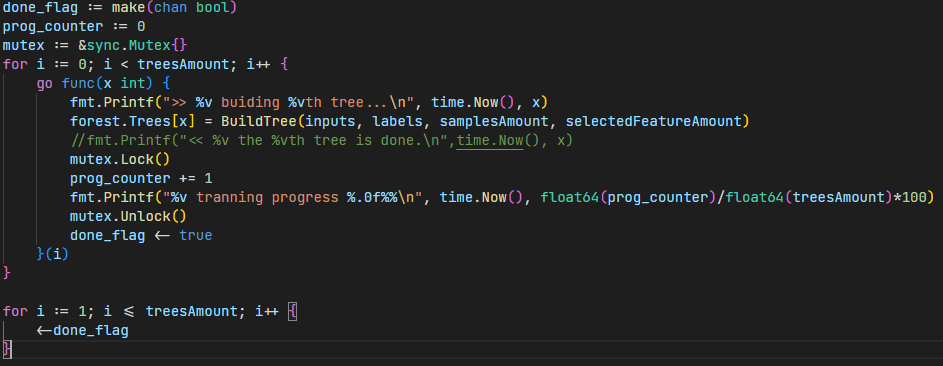 done_flag := make(chan bool)
prog_counter := 0
mutex := &sync.Mutex{}
for i := 0; i < treesAmount; i++ {
    go func(x int) {
        fmt.Printf(">> %v buiding %vth tree...\n", time.Now(), x)
        forest.Trees[x] = BuildTree(inputs, labels, samplesAmount, selectedFeatureAmount)
        //fmt.Printf("<< %v the %vth tree is done.\n",time.Now(), x)
        mutex.Lock()
        prog_counter += 1
        fmt.Printf("%v tranning progress %.0f%%\n", time.Now(), float64(prog_counter)/float64(treesAmount)*100)
        mutex.Unlock()
        done_flag <- true
    }(i)
}
for i := 1; i <= treesAmount; i++ {
    <-done_flag
}